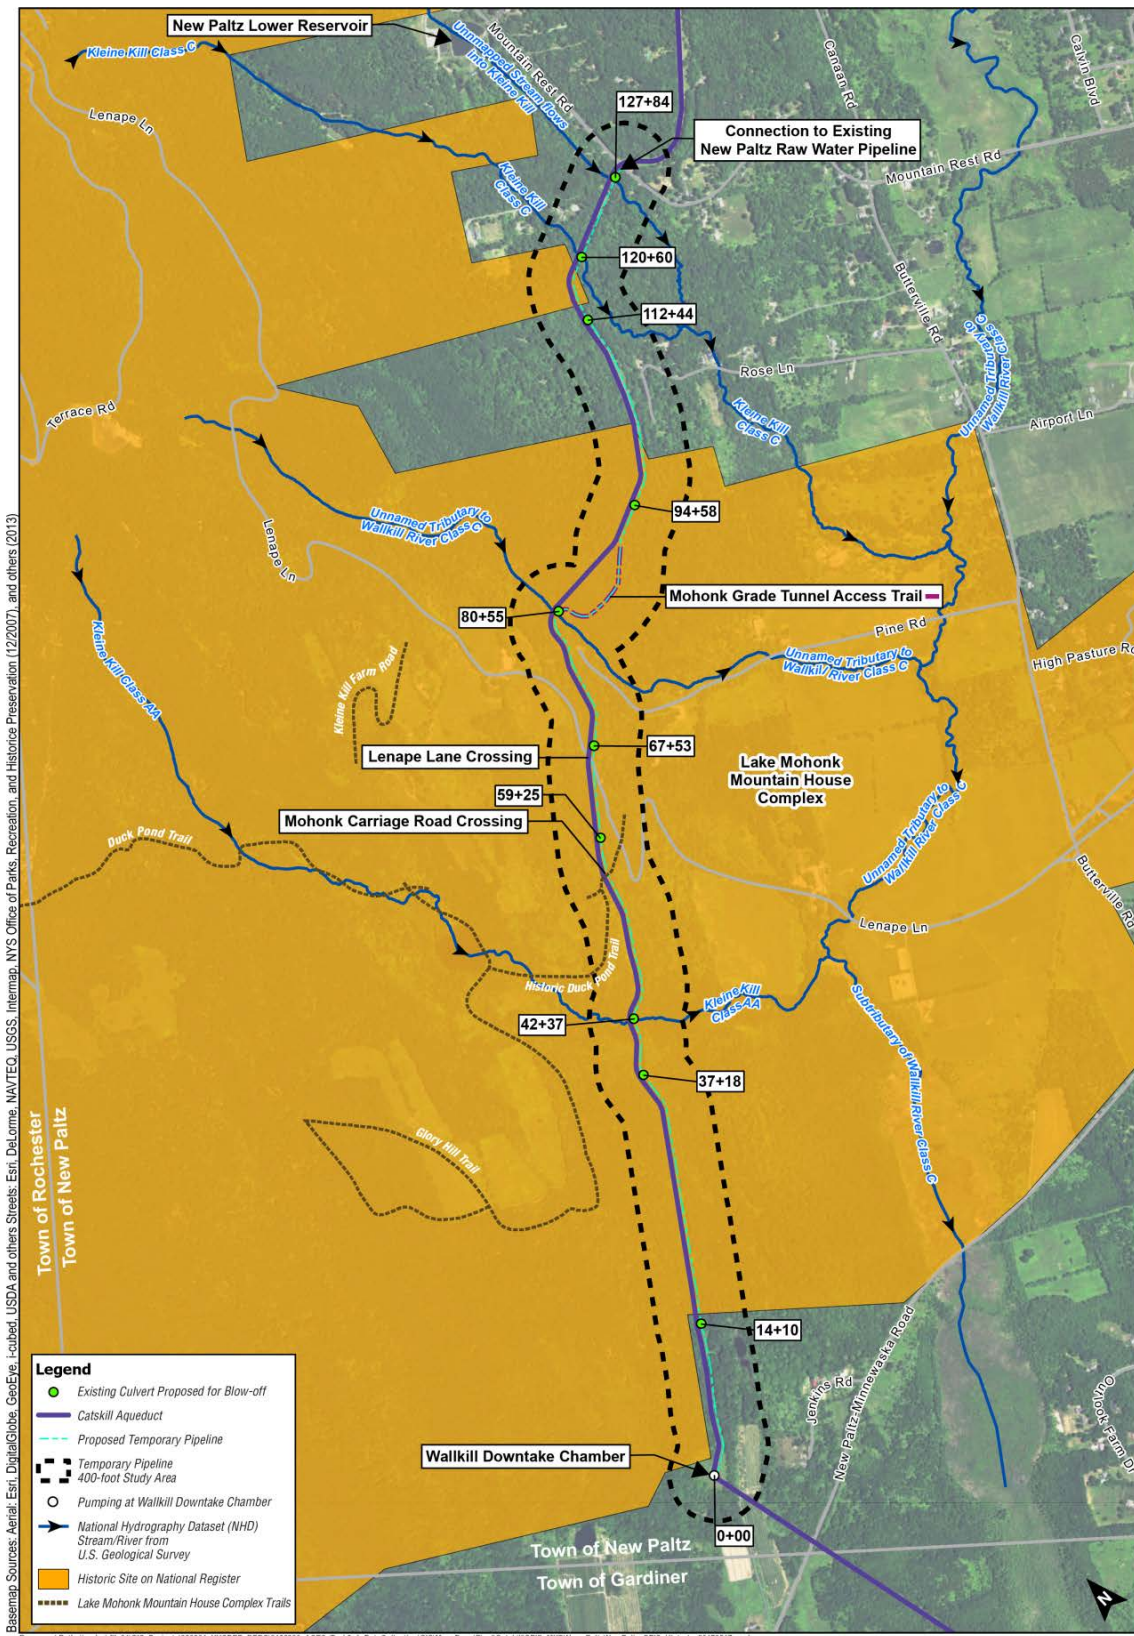 New Paltz Lower Reservoir
Kleine Kill Class C
Unnmapped Stream flows
into Kleine Kill
Mountain Rest Rd
Canaan Rd
Calvin Blvd
Lenape Ln
127+84
Connection to Existing
New Paltz Raw Water Pipeline
Mountain Rest Rd
Kleine Kill
Class C
120+60
112+44
Butterville Rd
Unnamed Tributary to
Wallkill River
Class C
Rose Ln
Kleine Kill
Class C
Airport Ln
Terrace Rd
Unnamed Tributary to
Wallkill River Class C
94+58
Lenape Ln
Mohonk Grade Tunnel Access Trail
80+55
Pine Rd
High Pasture Rd
Unnamed Tributary to
Wallkill River Class C
Kleine Kill Class AA
Kleine Kill Farm Road
67+53
Lenape Lane Crossing
Lake Mohonk
Mountain House
Complex
59+25
Mohonk Carriage Road Crossing
Unnamed Tributary to
Wallkill River Class C
Duck Pond Trail
Butterville Rd
Lenape Ln
Historic Duck Pond Trail
Kleine Kill
Class AA
42+37
Subtributary of Wallkill River Class C
37+18
Glory Hill Trail
Town of Rochester
Town of New Paltz
14+10
Jenkins Rd
New Paltz-Minnewaska Road
Outlook Farm Dr
Wallkill Downtake Chamber
0+00
Town of New Paltz
Town of Gardiner
N
Legend
Existing Culvert Proposed for Blow-off
Catskill Aqueduct
Proposed Temporary Pipeline
Temporary Pipeline
400-foot Study Area
Pumping at Wallkill Downtake Chamber
National Hydrography Dataset (NHD)
Stream/River from
U.S. Geological Survey
Historic Site on National Register
Lake Mohonk Mountain House Complex Trails
Basemap Sources: Aerial: Esri, DigitalGlobe, GeoEye, i-cubed, USDA and others Streets: Esri, DeLorme, NAVTEQ, USGS, Intermap, NYS Office of Parks, Recreation, and Historice Preservation (12/2007), and others (2013)